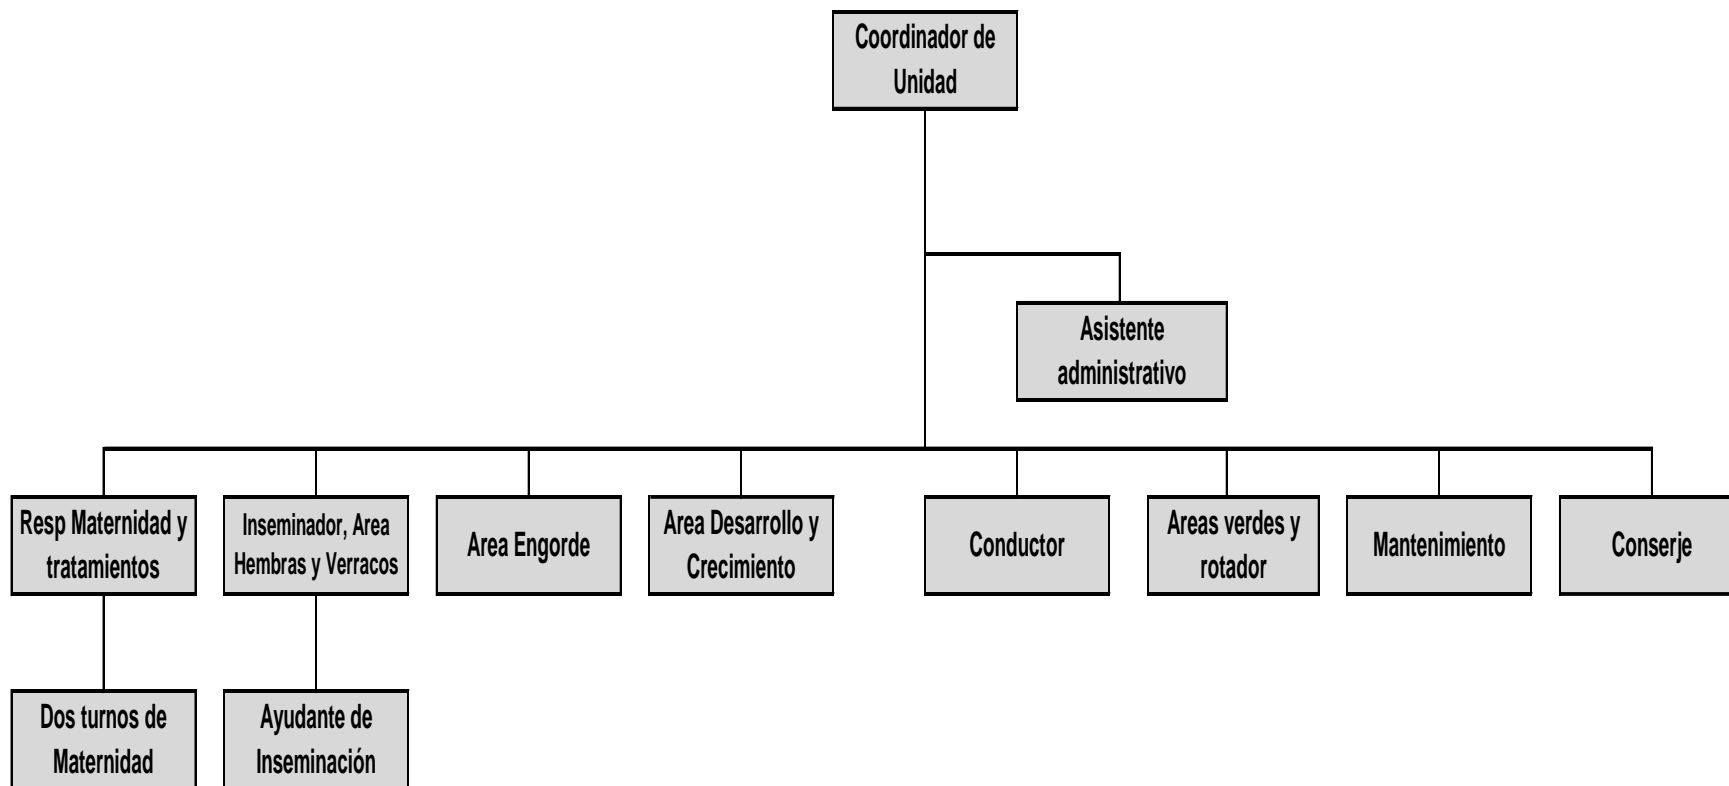 Coordinador de
Unidad
Asistente
administrativo
Resp Maternidad y
tratamientos
Inseminador, Area
Hembras y Verracos
Area Engorde
Area Desarrollo y
Crecimiento
Conductor
Areas verdes y
rotador
Mantenimiento
Conserje
Dos turnos de
Maternidad
Ayudante de
Inseminación